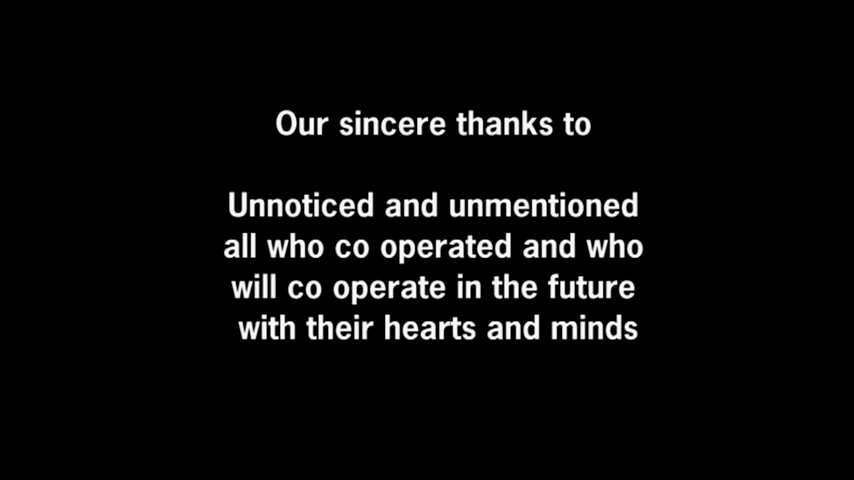 Our sincere thanks to
Unnoticed and unmentioned
all who co operated and who
will co operate in the future
with their hearts and minds